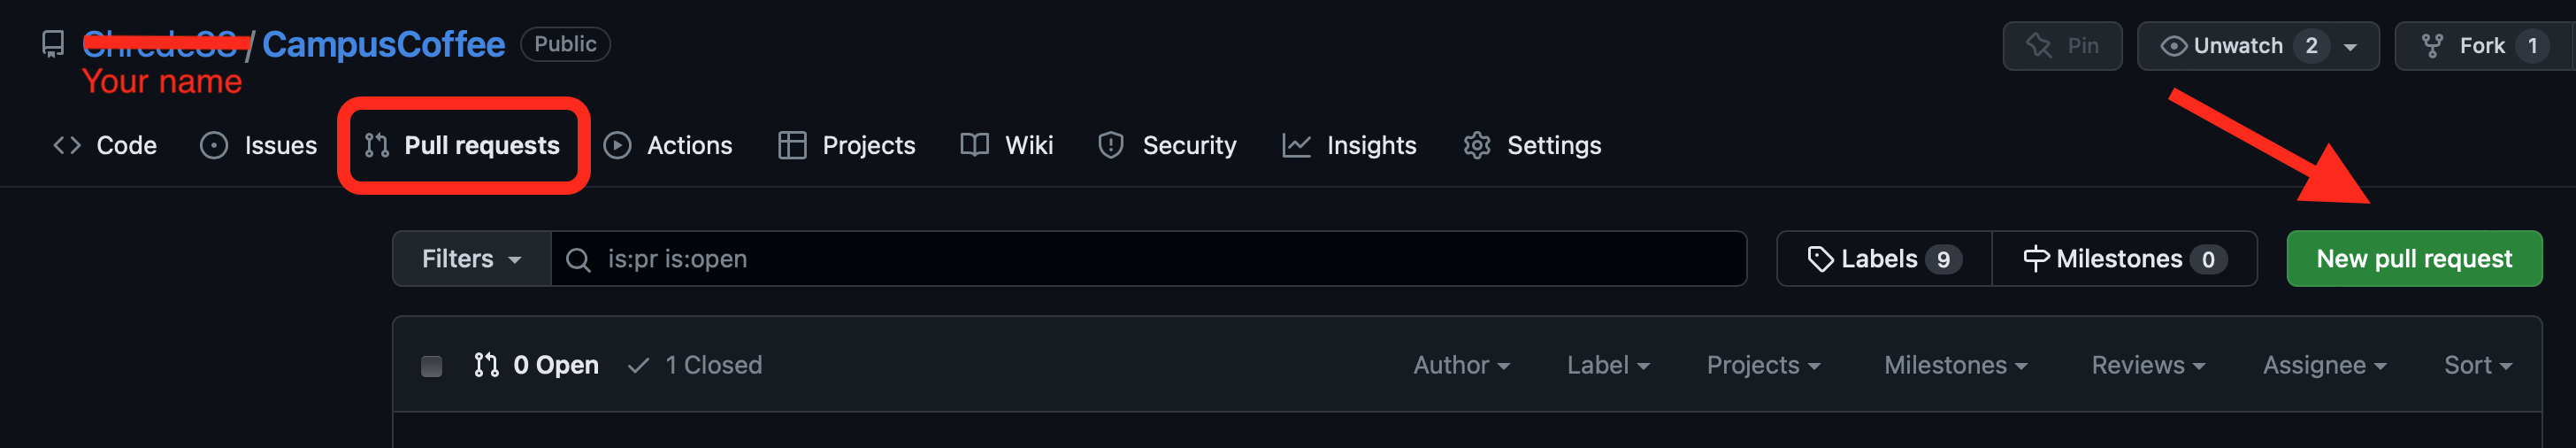 / CampusCoffee Public Pin Unwatch 2 Fork 1
Your name
Code Issues Pull requests Actions Projects Wiki Security Insights Settings
Filters is:pr is:open Labels 9 Milestones 0 New pull request
0 Open 1 Closed Author Label Projects Milestones Reviews Assignee Sort